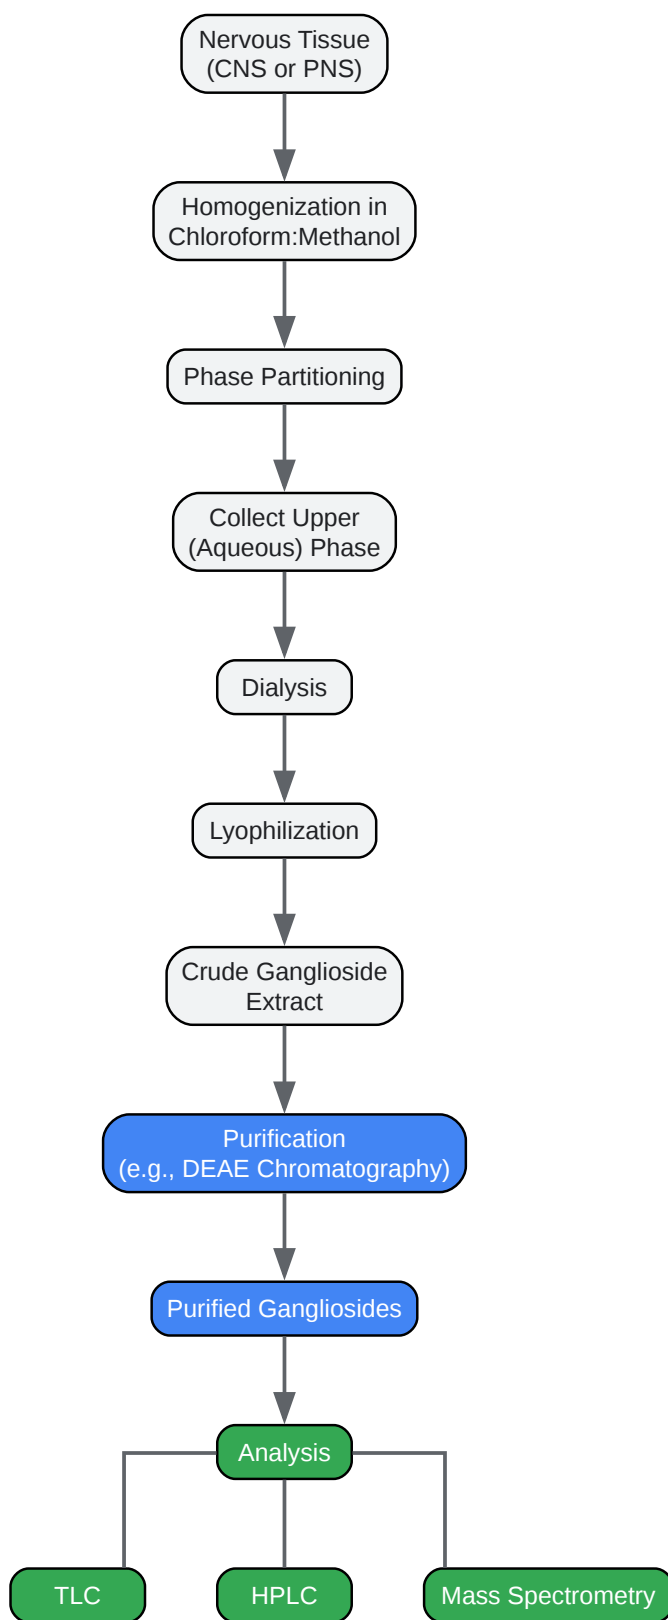 Nervous Tissue
(CNS or PNS)
Homogenization in
Chloroform:Methanol
Phase Partitioning
Collect Upper
(Aqueous) Phase
Dialysis
Lyophilization
Crude Ganglioside
Extract
Purification
(e.g., DEAE Chromatography)
Purified Gangliosides
Analysis
TLC
HPLC
Mass Spectrometry